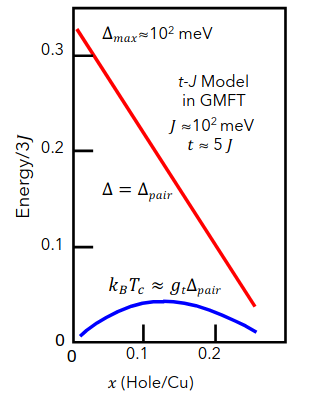 Δmax≈10² meV
0.3
t-J Model
in GMFT
J ≈10² meV
t ≈ 5 J
0.2
Energy/3J
Δ = Δpair
0.1
kBTc ≈ gtΔpair
0
0
0.1
0.2
x (Hole/Cu)